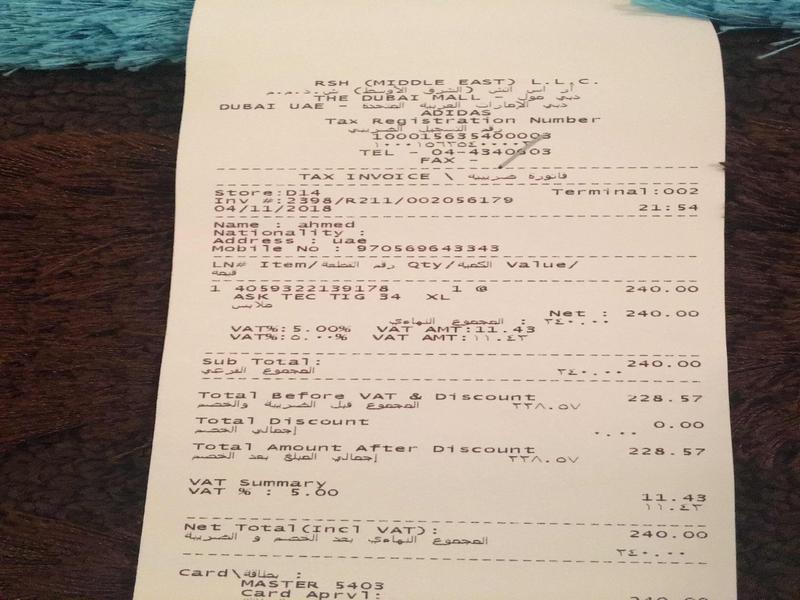 RSH (MIDDLE EAST) L.L.C.
ار اس اتش (الشرق الاوسط) ش.ذ.م.م
THE DUBAI MALL - دبي مول
DUBAI UAE - دبي الإمارات العربية المتحدة
ADIDAS
Tax Registration Number
رقم التسجيل الضريبي
100015635400003
١٠٠٠١٥٦٣٥٤٠٠٠٠٣
TEL - 04-4340603
FAX -
TAX INVOICE \ فاتورة ضريبية
Store:D14 Terminal:002
Inv #:2398/R211/002056179
04/11/2018 21:54
Name : ahmed
Nationality :
Address : uae
Mobile No : 970569643343
LN# Item/رقم القطعة Qty/الكمية Value/
قيمة
1 4059322139178 1 @ 240.00
ASK TEC TIG 34 XL
ملابس
Net : 240.00
المجموع النهاءي : ٢٤٠.٠٠
VAT%:5.00% VAT AMT:11.43
VAT%:٥.٠٠% VAT AMT:١١.٤٣
Sub Total: 240.00
المجموع الفرعي ٢٤٠.٠٠
Total Before VAT & Discount 228.57
المجموع قبل الضريبة والخصم ٢٢٨.٥٧
Total Discount 0.00
إجمالي الخصم ٠.٠٠
Total Amount After Discount 228.57
إجمالي المبلغ بعد الخصم ٢٢٨.٥٧
VAT Summary
VAT % : 5.00 11.43
١١.٤٣
Net Total(Incl VAT): 240.00
المجموع النهاءي بعد الخصم و الضريبة
٢٤٠.٠٠
Card\بطاقة :
MASTER 5403
Card Aprvl: